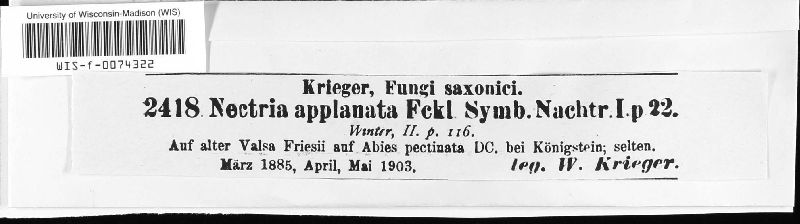 University of Wisconsin-Madison (WIS)
WIS-f-0074322
Krieger, Fungi saxonici.
2418. Nectria applanata Fckl. Symb. Nachtr. I. p 22.
Winter, II. p. 116.
Auf alter Valsa Friesii auf Abies pectinata DC. bei Königstein; selten.
März 1885, April, Mai 1903.
leg. W. Krieger.